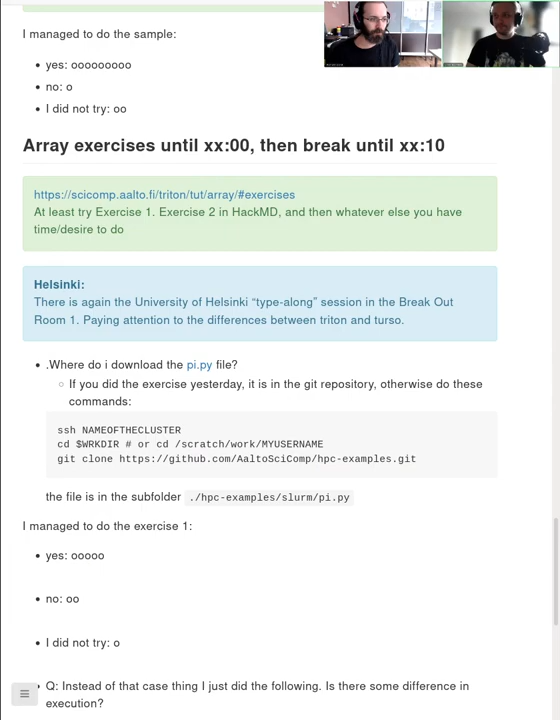 I managed to do the sample:
yes: ooooooooo
no: o
I did not try: oo
Array exercises until xx:00, then break until xx:10
https://scicomp.aalto.fi/triton/tut/array/#exercises
At least try Exercise 1. Exercise 2 in HackMD, and then whatever else you have
time/desire to do
Helsinki:
There is again the University of Helsinki “type-along” session in the Break Out
Room 1. Paying attention to the differences between triton and turso.
.Where do i download the pi.py file?
If you did the exercise yesterday, it is in the git repository, otherwise do these
commands:
ssh NAMEOFTHECLUSTER
cd $WRKDIR # or cd /scratch/work/MYUSERNAME
git clone https://github.com/AaltoSciComp/hpc-examples.git
the file is in the subfolder ./hpc-examples/slurm/pi.py
I managed to do the exercise 1:
yes: ooooo
no: oo
I did not try: o
Q: Instead of that case thing I just did the following. Is there some difference in
execution?